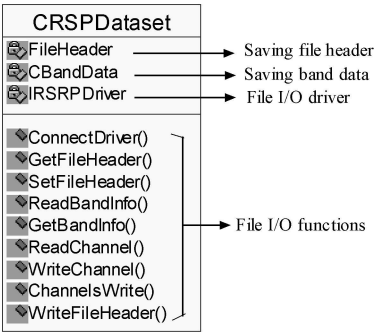 CRSPDataset
FileHeader Saving file header
CBandData Saving band data
IRSRPDriver File I/O driver
ConnectDriver()
GetFileHeader()
SetFileHeader()
ReadBandInfo()
GetBandInfo() File I/O functions
ReadChannel()
WriteChannel()
ChannelsWrite()
WriteFileHeader()